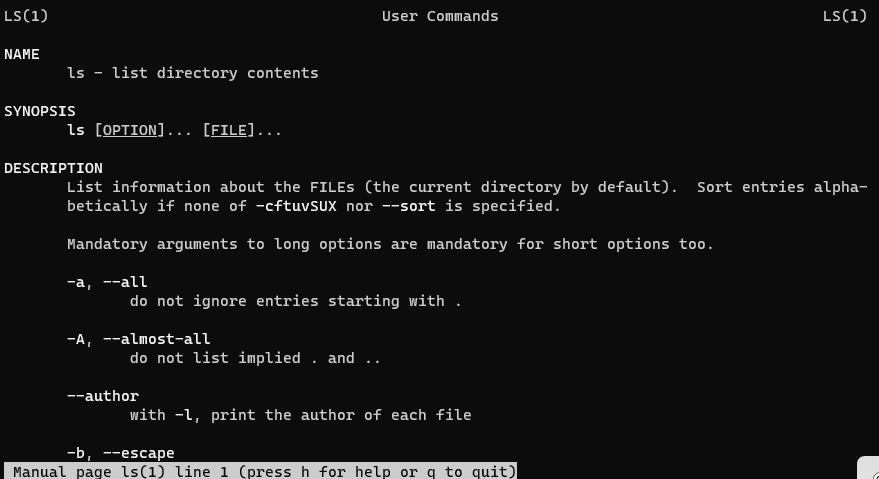 LS(1) User Commands LS(1)
NAME
ls - list directory contents
SYNOPSIS
ls [OPTION]... [FILE]...
DESCRIPTION
List information about the FILEs (the current directory by default). Sort entries alpha-
betically if none of -cftuvSUX nor --sort is specified.
Mandatory arguments to long options are mandatory for short options too.
-a, --all
do not ignore entries starting with .
-A, --almost-all
do not list implied . and ..
--author
with -l, print the author of each file
-b, --escape
Manual page ls(1) line 1 (press h for help or q to quit)